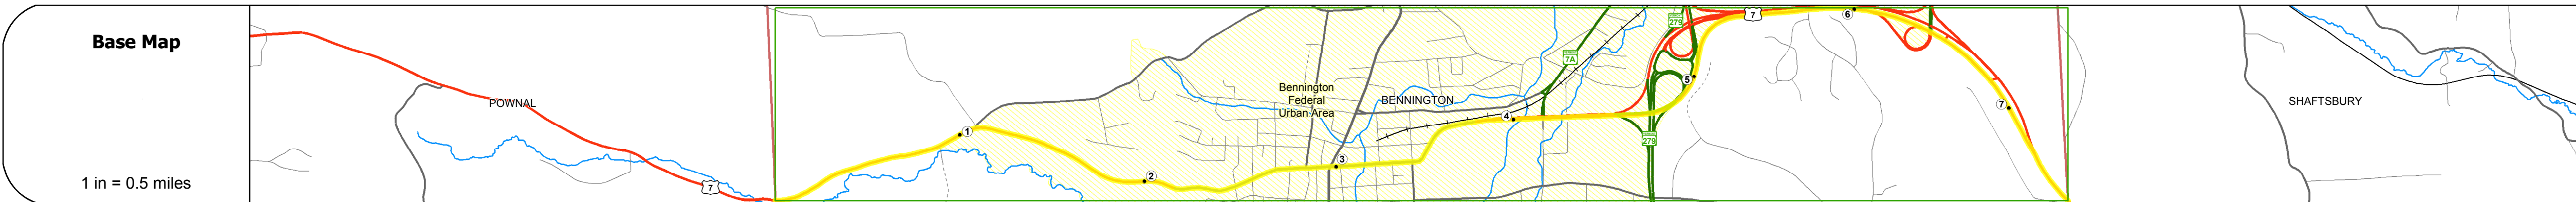 Base Map
1 in = 0.5 miles
POWNAL
7
1
2
Bennington
Federal
Urban Area
3
BENNINGTON
4
7A
279
279
5
7
6
7
SHAFTSBURY